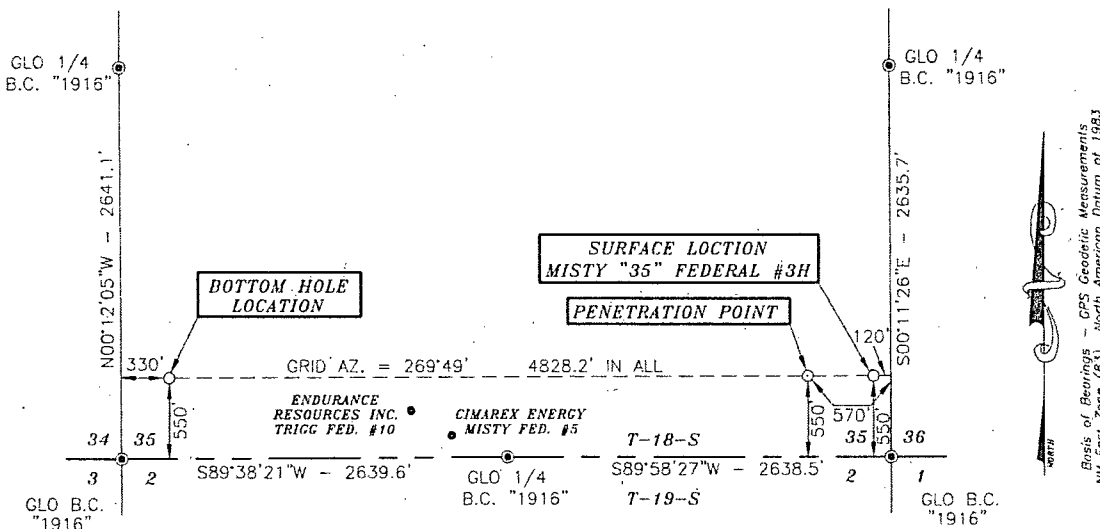 GLO 1/4
B.C. "1916"
GLO 1/4
B.C. "1916"
N00°12'05"W - 2641.1'
S00°11'26"E - 2635.7'
SURFACE LOCTION
MISTY "35" FEDERAL #3H
BOTTOM HOLE
LOCATION
PENETRATION POINT
120'
330'
GRID AZ. = 269°49'
4828.2' IN ALL
550'
ENDURANCE
RESOURCES INC.
TRIGG FED. #10
CIMAREX ENERGY
MISTY FED. #5
550'
570'
550'
T-18-S
34
35
35
36
S89°38'21"W - 2639.6'
S89°58'27"W - 2638.5'
3
2
GLO 1/4
B.C. "1916"
T-19-S
2
1
GLO B.C.
"1916"
GLO B.C.
"1916"
NORTH
Basis of Bearings - GPS Geodetic Measurements
NM East Zone (83), North American Datum of 1983